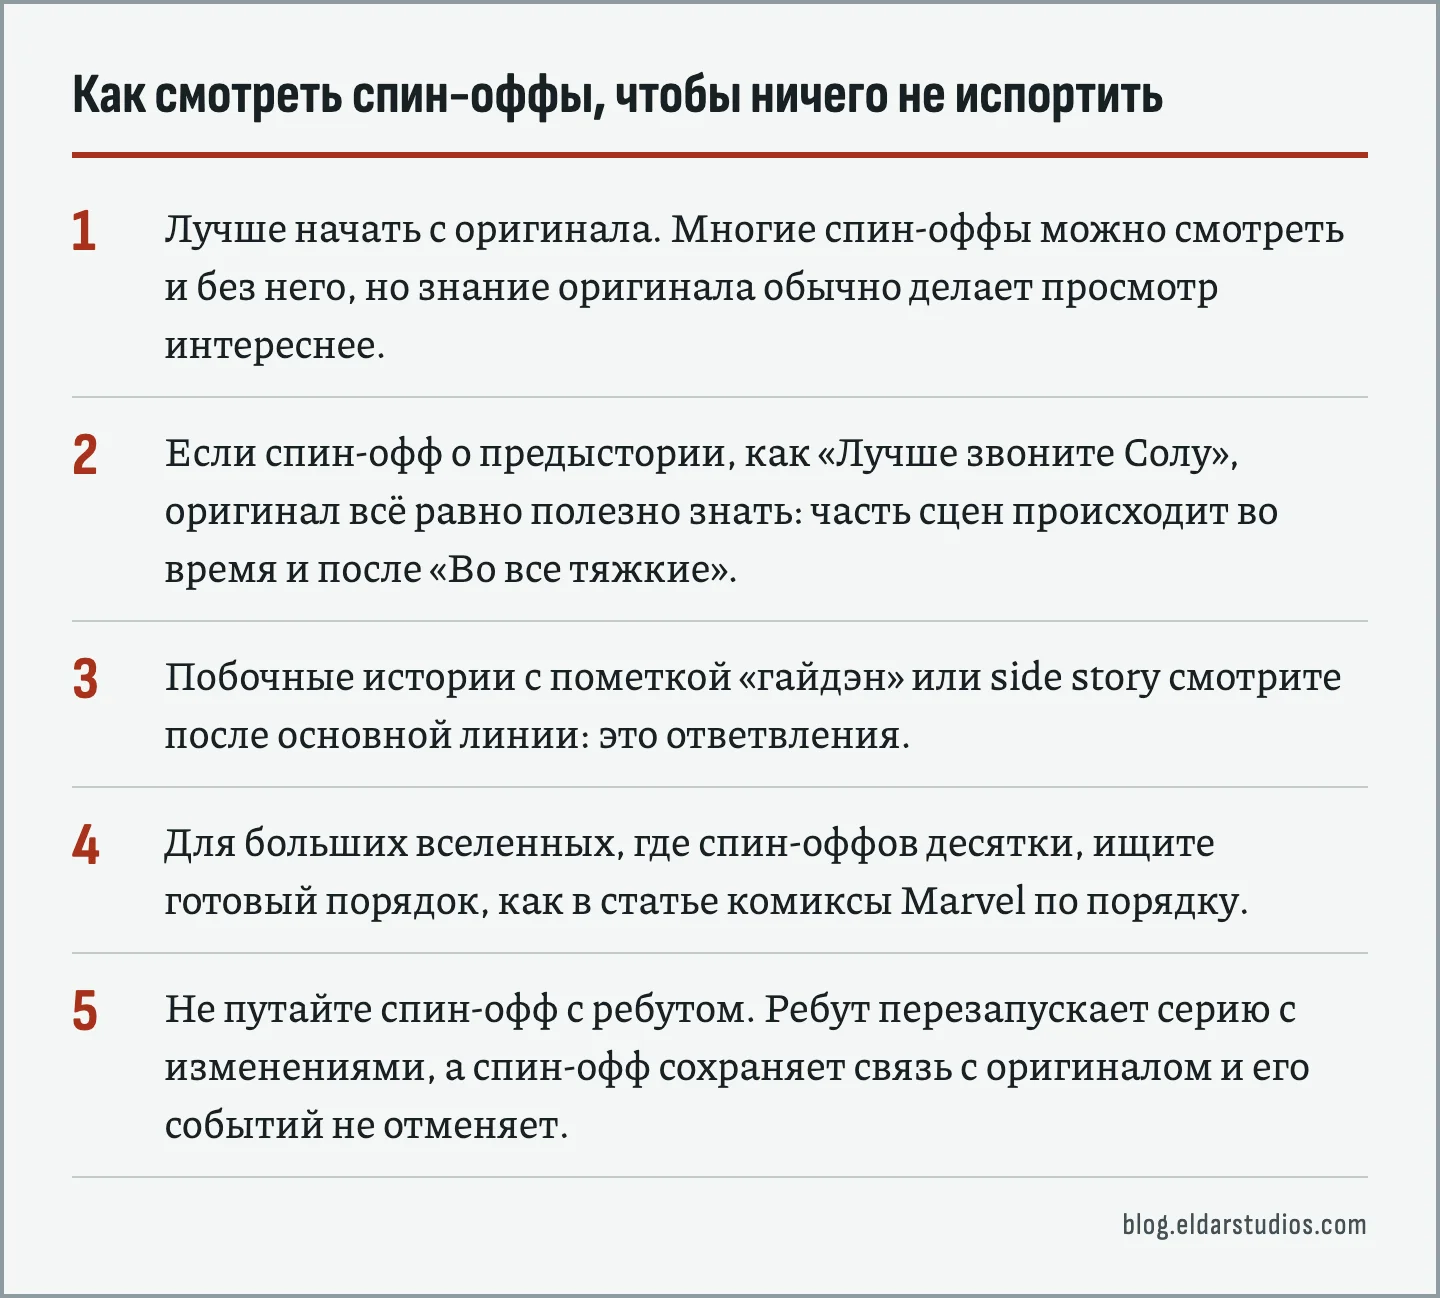 Как смотреть спин-оффы, чтобы ничего не испортить
1
Лучше начать с оригинала. Многие спин-оффы можно смотреть
и без него, но знание оригинала обычно делает просмотр
интереснее.
2
Если спин-офф о предыстории, как «Лучше звоните Солу»,
оригинал всё равно полезно знать: часть сцен происходит во
время и после «Во все тяжкие».
3
Побочные истории с пометкой «гайдэн» или side story смотрите
после основной линии: это ответвления.
4
Для больших вселенных, где спин-оффов десятки, ищите
готовый порядок, как в статье комиксы Marvel по порядку.
5
Не путайте спин-офф с ребутом. Ребут перезапускает серию с
изменениями, а спин-офф сохраняет связь с оригиналом и его
событий не отменяет.
blog.eldarstudios.com